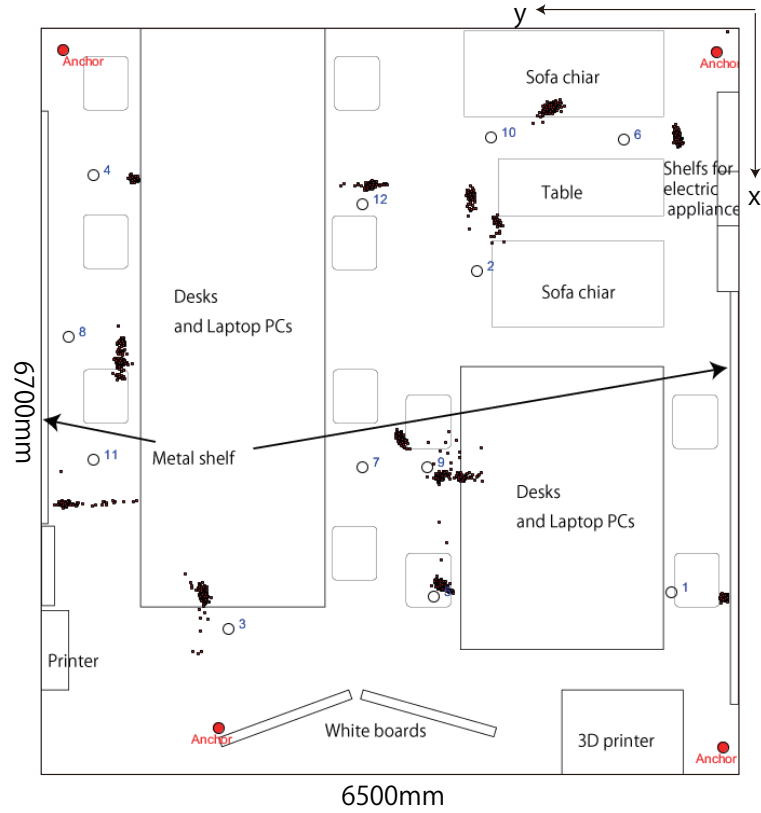 y
Anchor
Anchor
Sofa chiar
10
6
4
Shelfs for
electric
appliance
x
Table
12
2
Desks
and Laptop PCs
Sofa chiar
8
6700mm
11
Metal shelf
7
9
Desks
and Laptop PCs
1
5
3
Printer
White boards
Anchor
3D printer
Anchor
6500mm